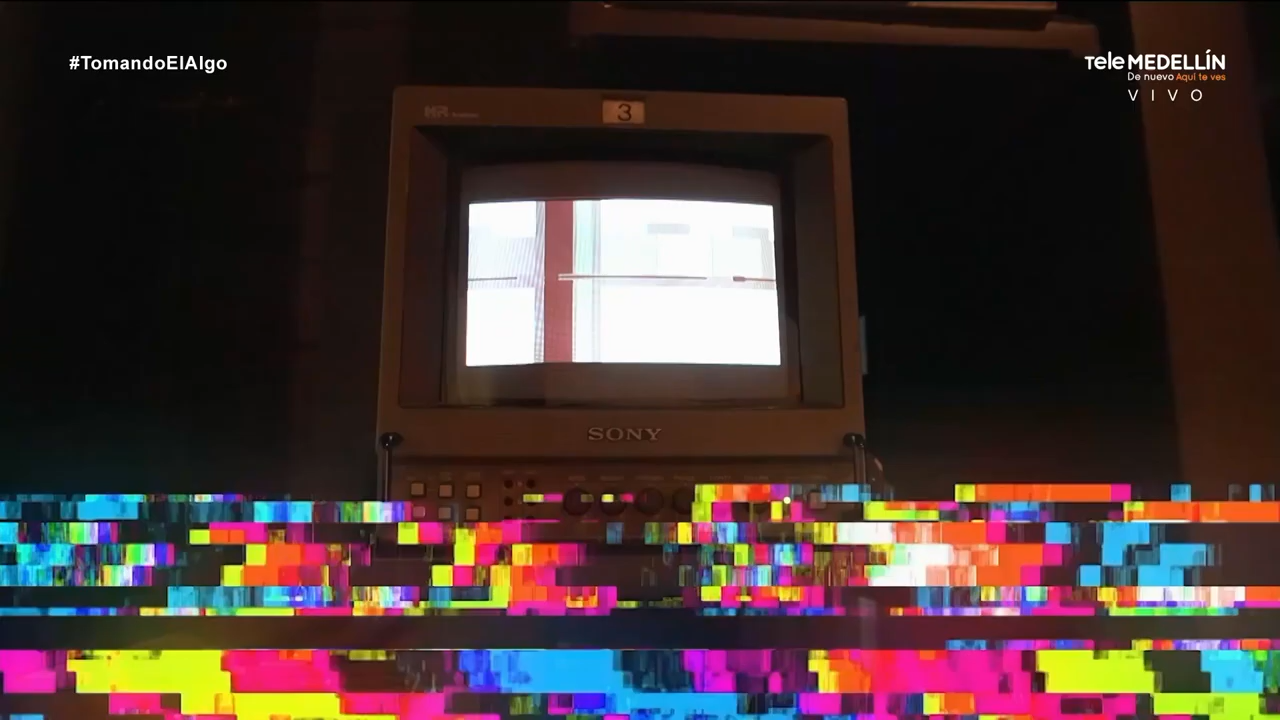 #TomandoElAlgo
teleMEDELLÍN
De nuevo Aquí te ves
VIVO
3
SONY